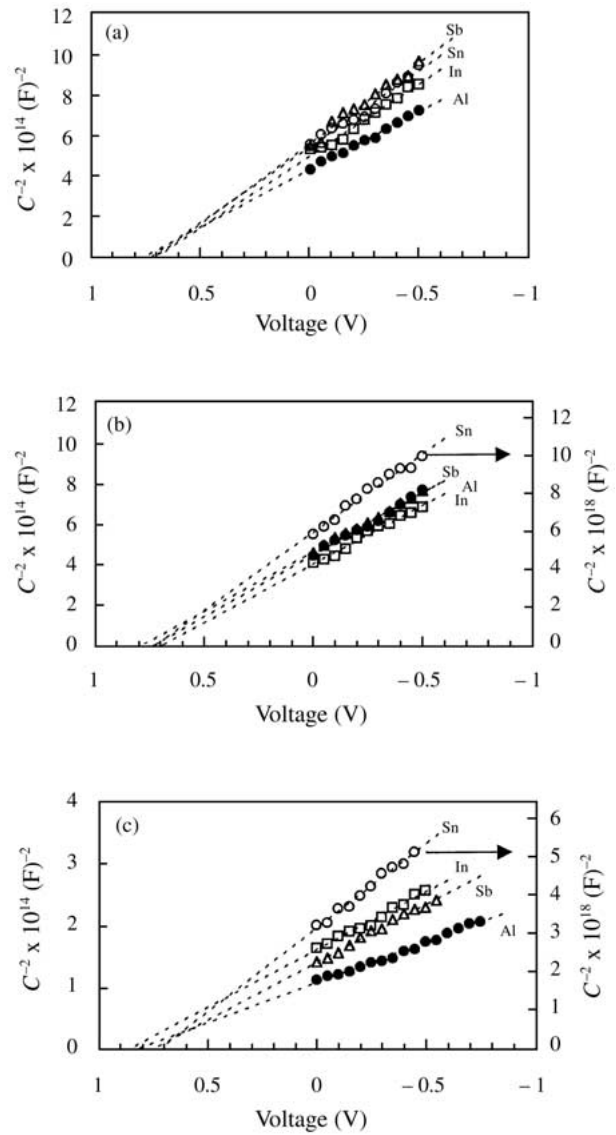 (a)
12
10
8
6
4
2
0
C⁻² x 10¹⁴ (F)⁻²
Sb
Sn
In
Al
1 0.5 0 – 0.5 – 1
Voltage (V)
(b)
12
10
8
6
4
2
0
C⁻² x 10¹⁴ (F)⁻²
Sn
Sb
Al
In
12
10
8
6
4
2
0
C⁻² x 10¹⁸ (F)⁻²
1 0.5 0 – 0.5 – 1
Voltage (V)
(c)
4
3
2
1
0
C⁻² x 10¹⁴ (F)⁻²
Sn
In
Sb
Al
6
5
4
3
2
1
0
C⁻² x 10¹⁸ (F)⁻²
1 0.5 0 – 0.5 – 1
Voltage (V)